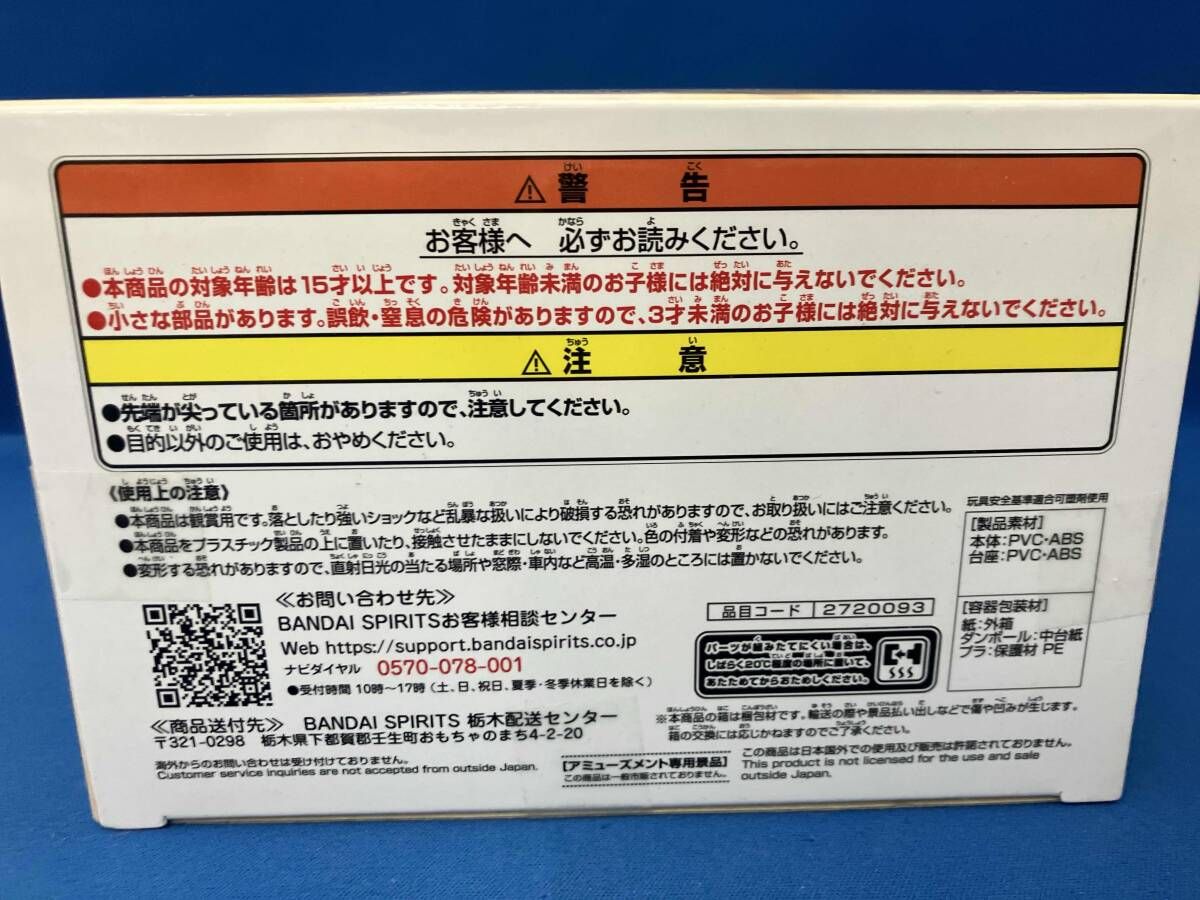 ⚠警告
お客様へ 必ずお読みください。
●本商品の対象年齢は15才以上です。対象年齢未満のお子様には絶対に与えないでください。
●小さな部品があります。誤飲・窒息の危険がありますので、3才未満のお子様には絶対に与えないでください。
⚠注意
●先端が尖っている箇所がありますので、注意してください。
●目的以外のご使用は、おやめください。
《使用上の注意》
●本商品は観賞用です。落としたり強いショックなど乱暴な扱いにより破損する恐れがありますので、お取り扱いにはご注意ください。
●本商品をプラスチック製品の上に置いたり、接触させたままにしないでください。色の付着や変形などの恐れがあります。
●変形する恐れがありますので、直射日光の当たる場所や窓際・車内など高温・多湿のところには置かないでください。
玩具安全基準適合可塑剤使用
[製品素材]
本体:PVC・ABS
台座:PVC・ABS
[容器包装材]
紙:外箱
ダンボール:中台紙
プラ:保護材 PE
≪お問い合わせ先≫
BANDAI SPIRITSお客様相談センター
Web https://support.bandaispirits.co.jp
ナビダイヤル 0570-078-001
●受付時間 10時〜17時(土、日、祝日、夏季・冬季休業日を除く)
品目コード 2720093
パーツが組みたてにくい場合は、
しばらく20℃程度の場所に置いて、
あたためてからおためしください。
≪商品送付先≫ BANDAI SPIRITS 栃木配送センター
〒321-0298 栃木県下都賀郡壬生町おもちゃのまち4-2-20
※本商品の箱は梱包材です。輸送の際や景品払い出しなどで傷や凹みが生じます。
箱の交換には応じかねますのでご了承ください。
海外からのお問い合わせは受け付けておりません。
Customer service inquiries are not accepted from outside Japan.
[アミューズメント専用景品]
この商品は一般市販されておりません。
この商品は日本国外での使用及び販売は許諾されておりません。
This product is not licensed for the use and sale
outside Japan.